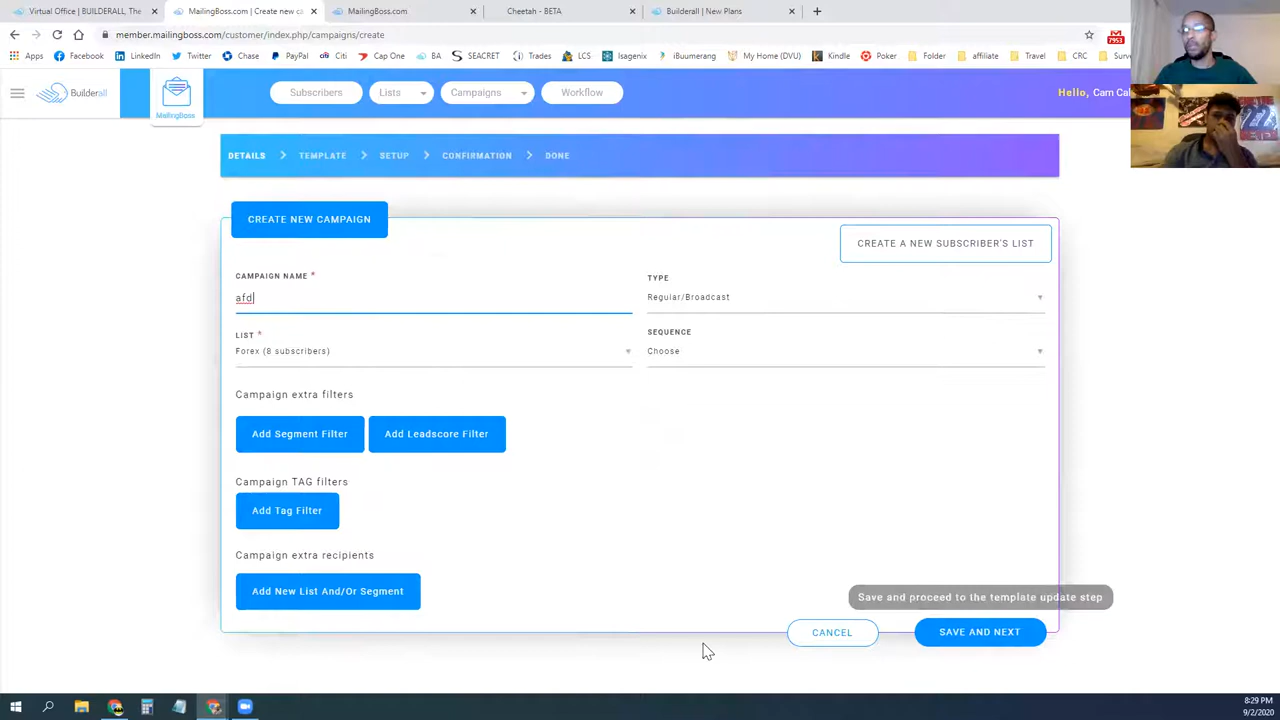 Virtual Office | BUILDERALL, The
MailingBoss.com | Create new ca
MailingBoss.com
Cheetah - BETA
Builderall | New Plans
member.mailingboss.com/customer/index.php/campaigns/create
7953
Apps Facebook LinkedIn Twitter Chase PayPal Citi Cap One BA SEACRET Trades LCS Isagenix iBuumerang My Home (DVU) Kindle Poker Folder affiliate Travel CRC Surv
Builderall
MailingBoss
Subscribers
Lists
Campaigns
Workflow
Hello, Cam Cal
DETAILS > TEMPLATE > SETUP > CONFIRMATION > DONE
CREATE NEW CAMPAIGN
CREATE A NEW SUBSCRIBER'S LIST
CAMPAIGN NAME *
afd
TYPE
Regular/Broadcast
LIST *
Forex (8 subscribers)
SEQUENCE
Choose
Campaign extra filters
Add Segment Filter
Add Leadscore Filter
Campaign TAG filters
Add Tag Filter
Campaign extra recipients
Add New List And/Or Segment
Save and proceed to the template update step
CANCEL
SAVE AND NEXT
8:29 PM
9/2/2020